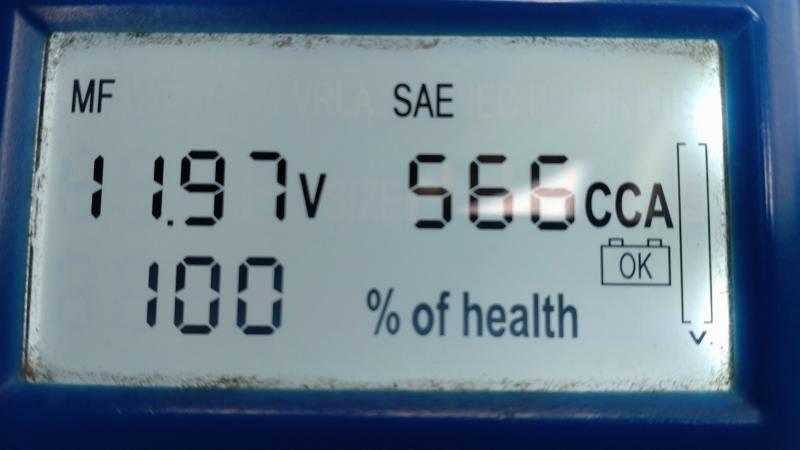 MF SAE
11.97V 566CCA
OK
100 % of health